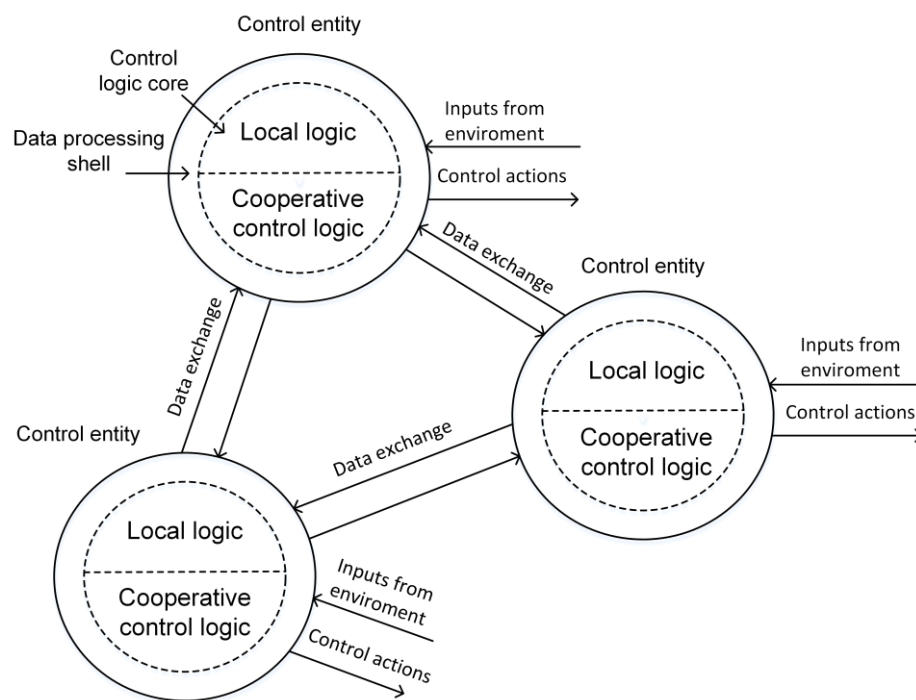 Control entity
Control
logic core
Data processing
shell
Local logic
Cooperative
control logic
Inputs from
enviroment
Control actions
Data exchange
Control entity
Local logic
Cooperative
control logic
Inputs from
enviroment
Control actions
Data exchange
Data exchange
Control entity
Local logic
Cooperative
control logic
Inputs from
enviroment
Control actions